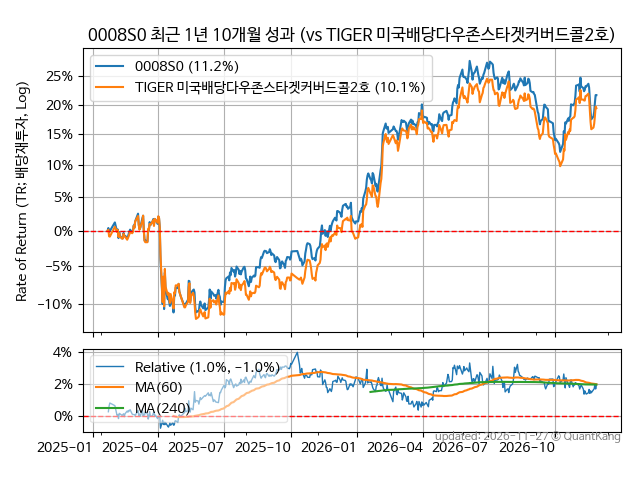 0008S0 최근 1년 10개월 성과 (vs TIGER 미국배당다우존스타겟커버드콜2호)
Rate of Return (TR; 배당재투자, Log)
0008S0 (11.2%)
TIGER 미국배당다우존스타겟커버드콜2호 (10.1%)
25%
20%
15%
10%
5%
0%
−5%
−10%
Relative (1.0%, −1.0%)
MA(60)
MA(240)
4%
2%
0%
updated: 2026-11-27 © QuantKang
2025-01 2025-04 2025-07 2025-10 2026-01 2026-04 2026-07 2026-10